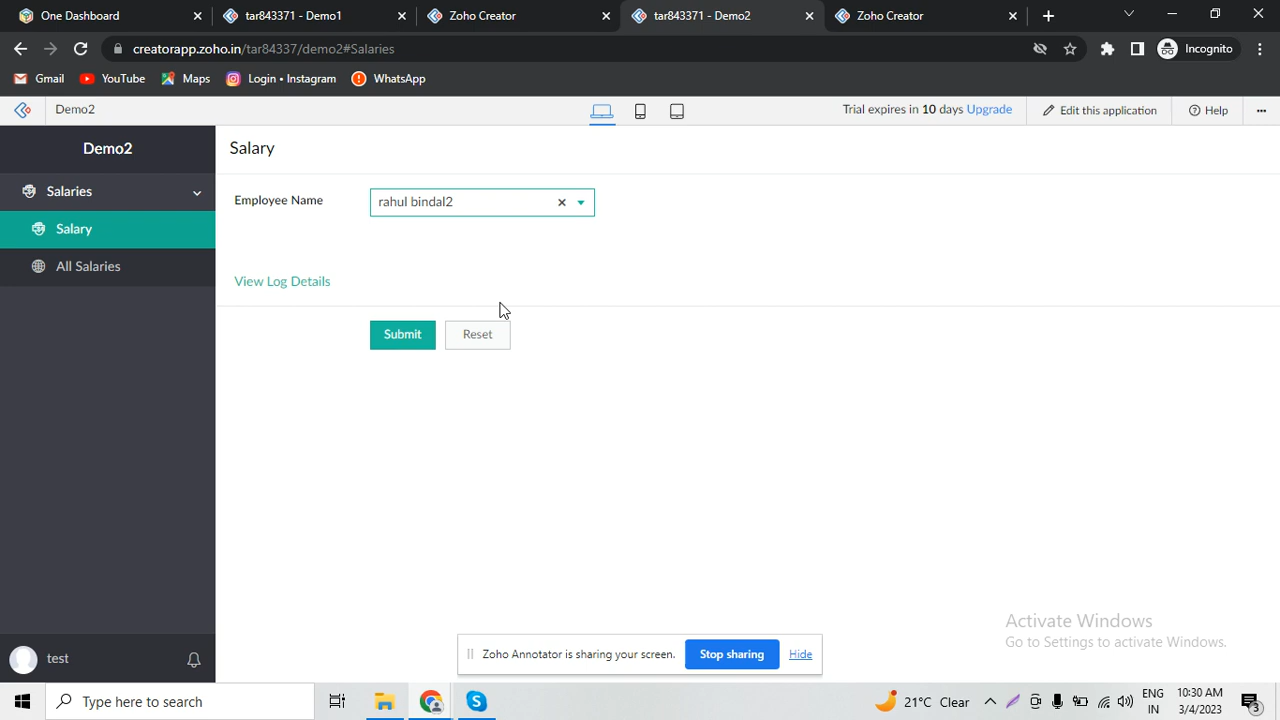 One Dashboard
tar843371 - Demo1
Zoho Creator
tar843371 - Demo2
Zoho Creator
creatorapp.zoho.in/tar84337/demo2#Salaries
Incognito
Gmail
YouTube
Maps
Login • Instagram
WhatsApp
Demo2
Trial expires in 10 days Upgrade
Edit this application
Help
Demo2
Salary
Salaries
Employee Name
rahul bindal2
Salary
All Salaries
View Log Details
Submit
Reset
Activate Windows
Go to Settings to activate Windows.
test
Zoho Annotator is sharing your screen.
Stop sharing
Hide
Type here to search
21°C Clear
ENG
IN
10:30 AM
3/4/2023
3